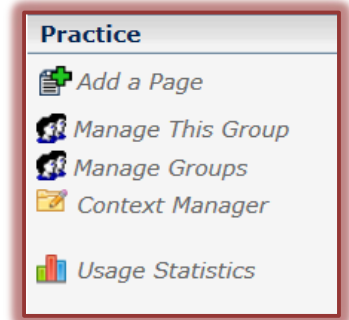 Practice
Add a Page
Manage This Group
Manage Groups
Context Manager
Usage Statistics